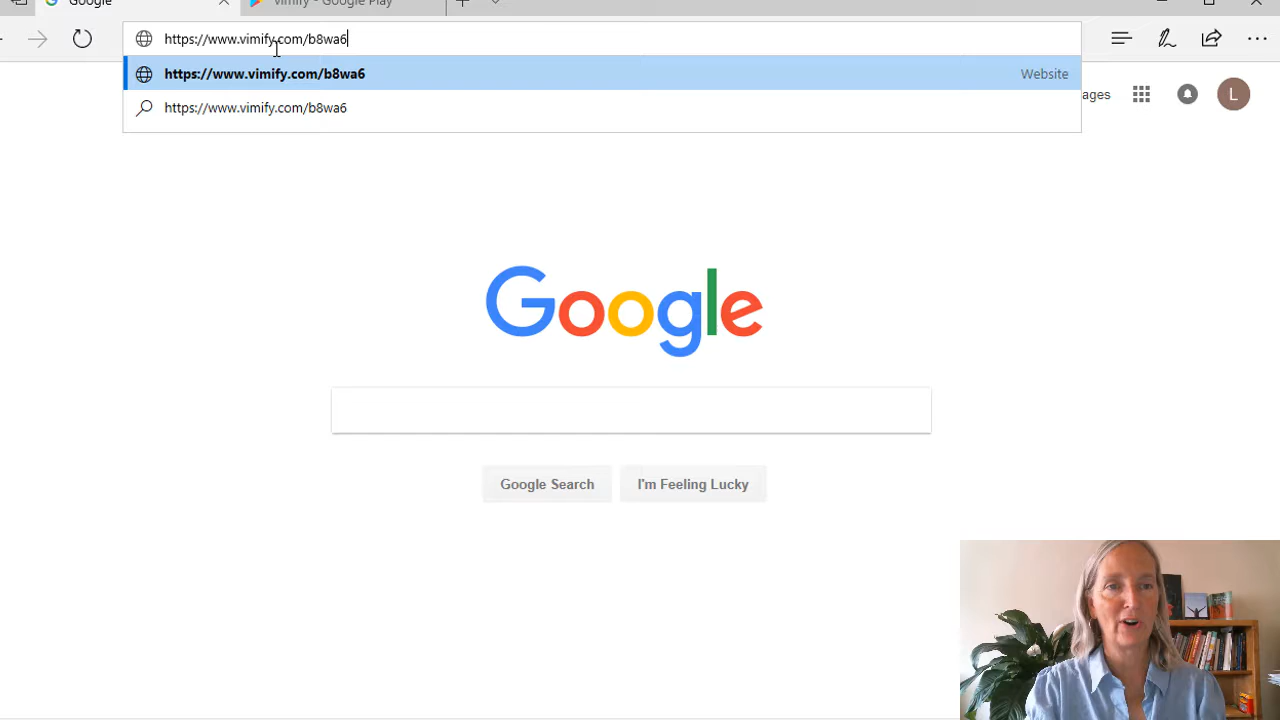 Google
Vimify - Google Play
https://www.vimify.com/b8wa6
https://www.vimify.com/b8wa6
Website
https://www.vimify.com/b8wa6
ages
L
Google
Google Search
I'm Feeling Lucky